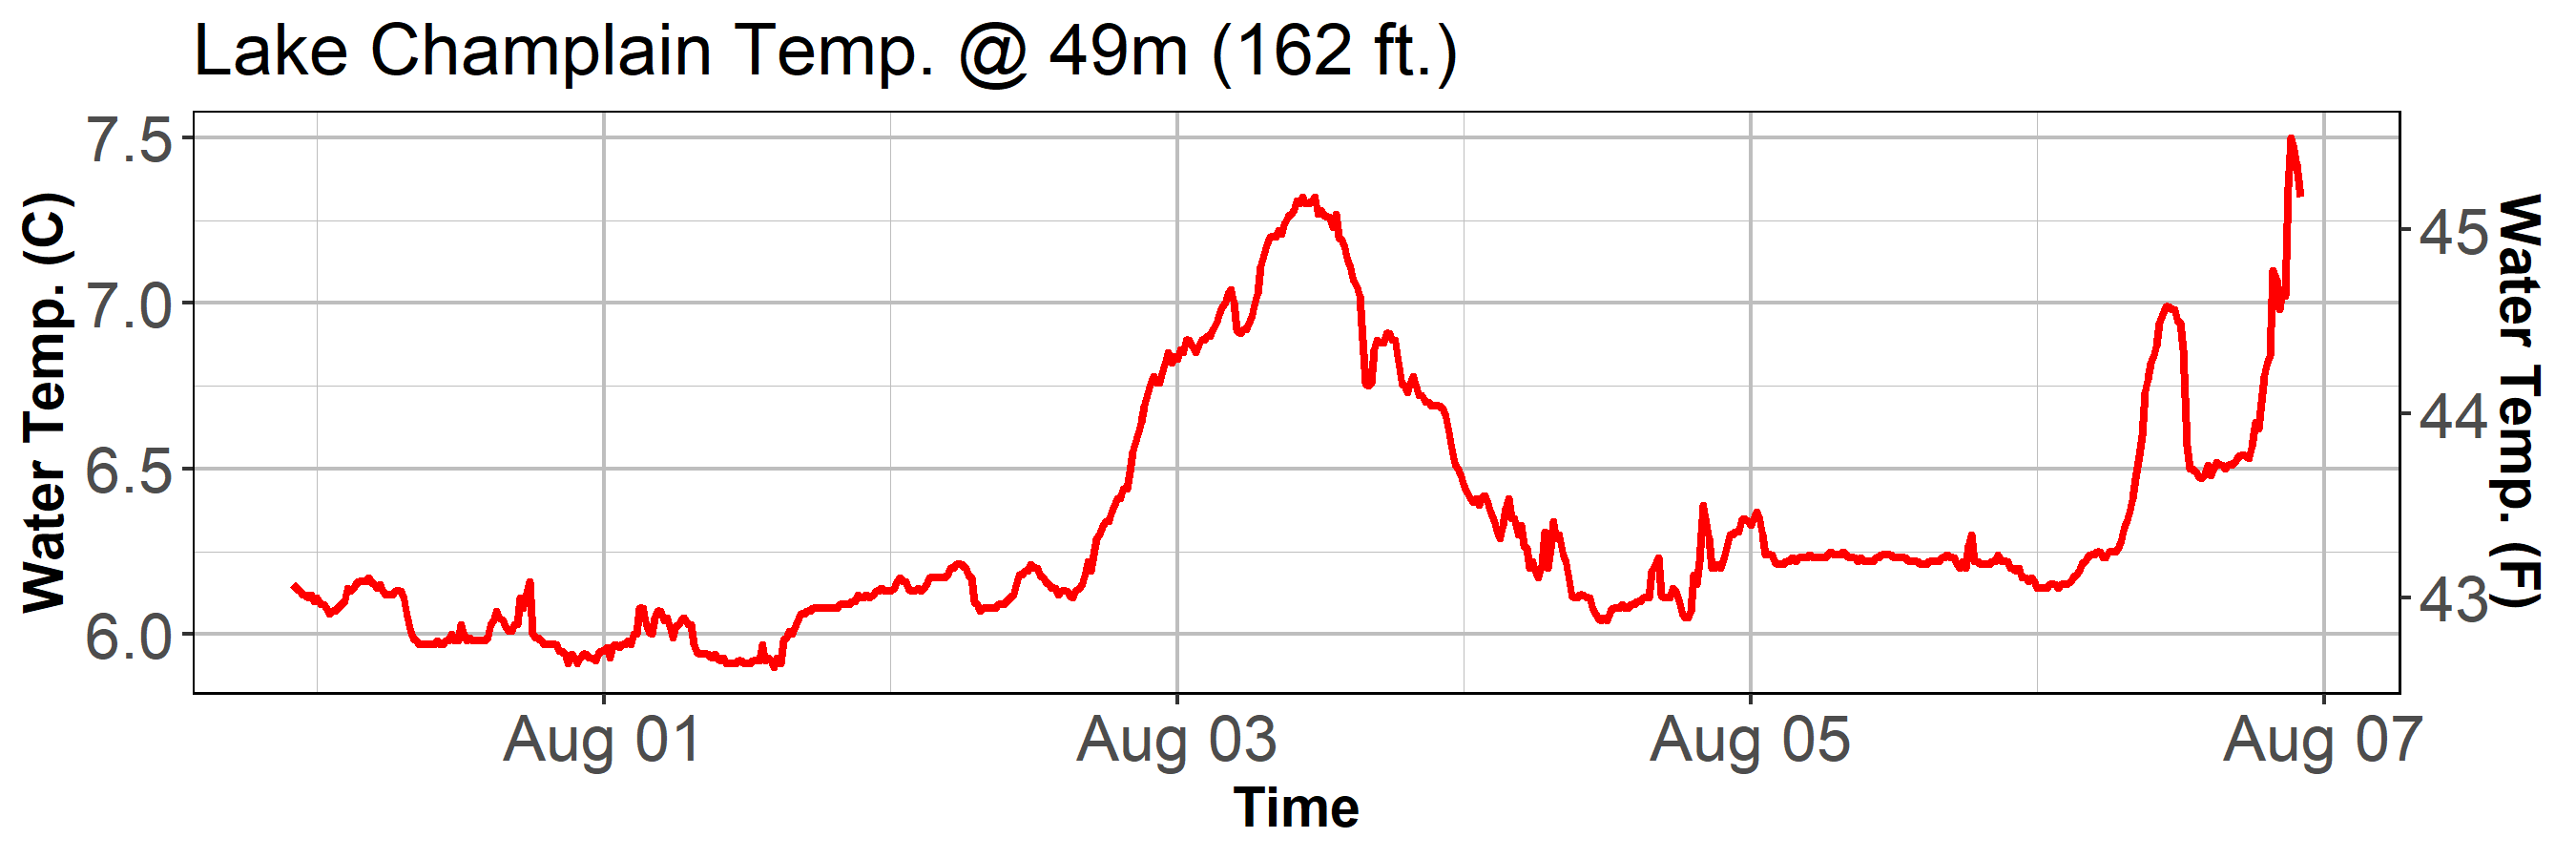 Lake Champlain Temp. @ 49m (162 ft.)
Water Temp. (C)
7.5
7.0
6.5
6.0
45
44
43
Water Temp. (F)
Aug 01 Aug 03 Aug 05 Aug 07
Time